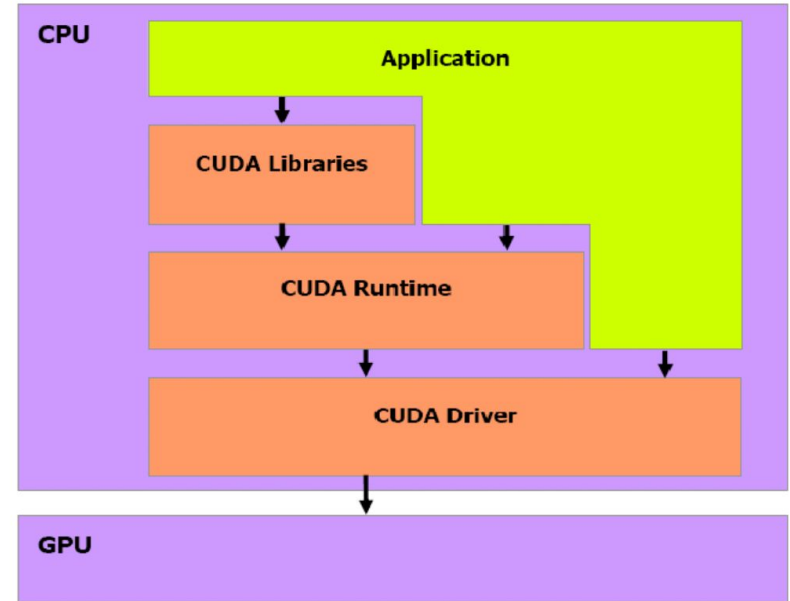 CPU
Application
CUDA Libraries
CUDA Runtime
CUDA Driver
GPU